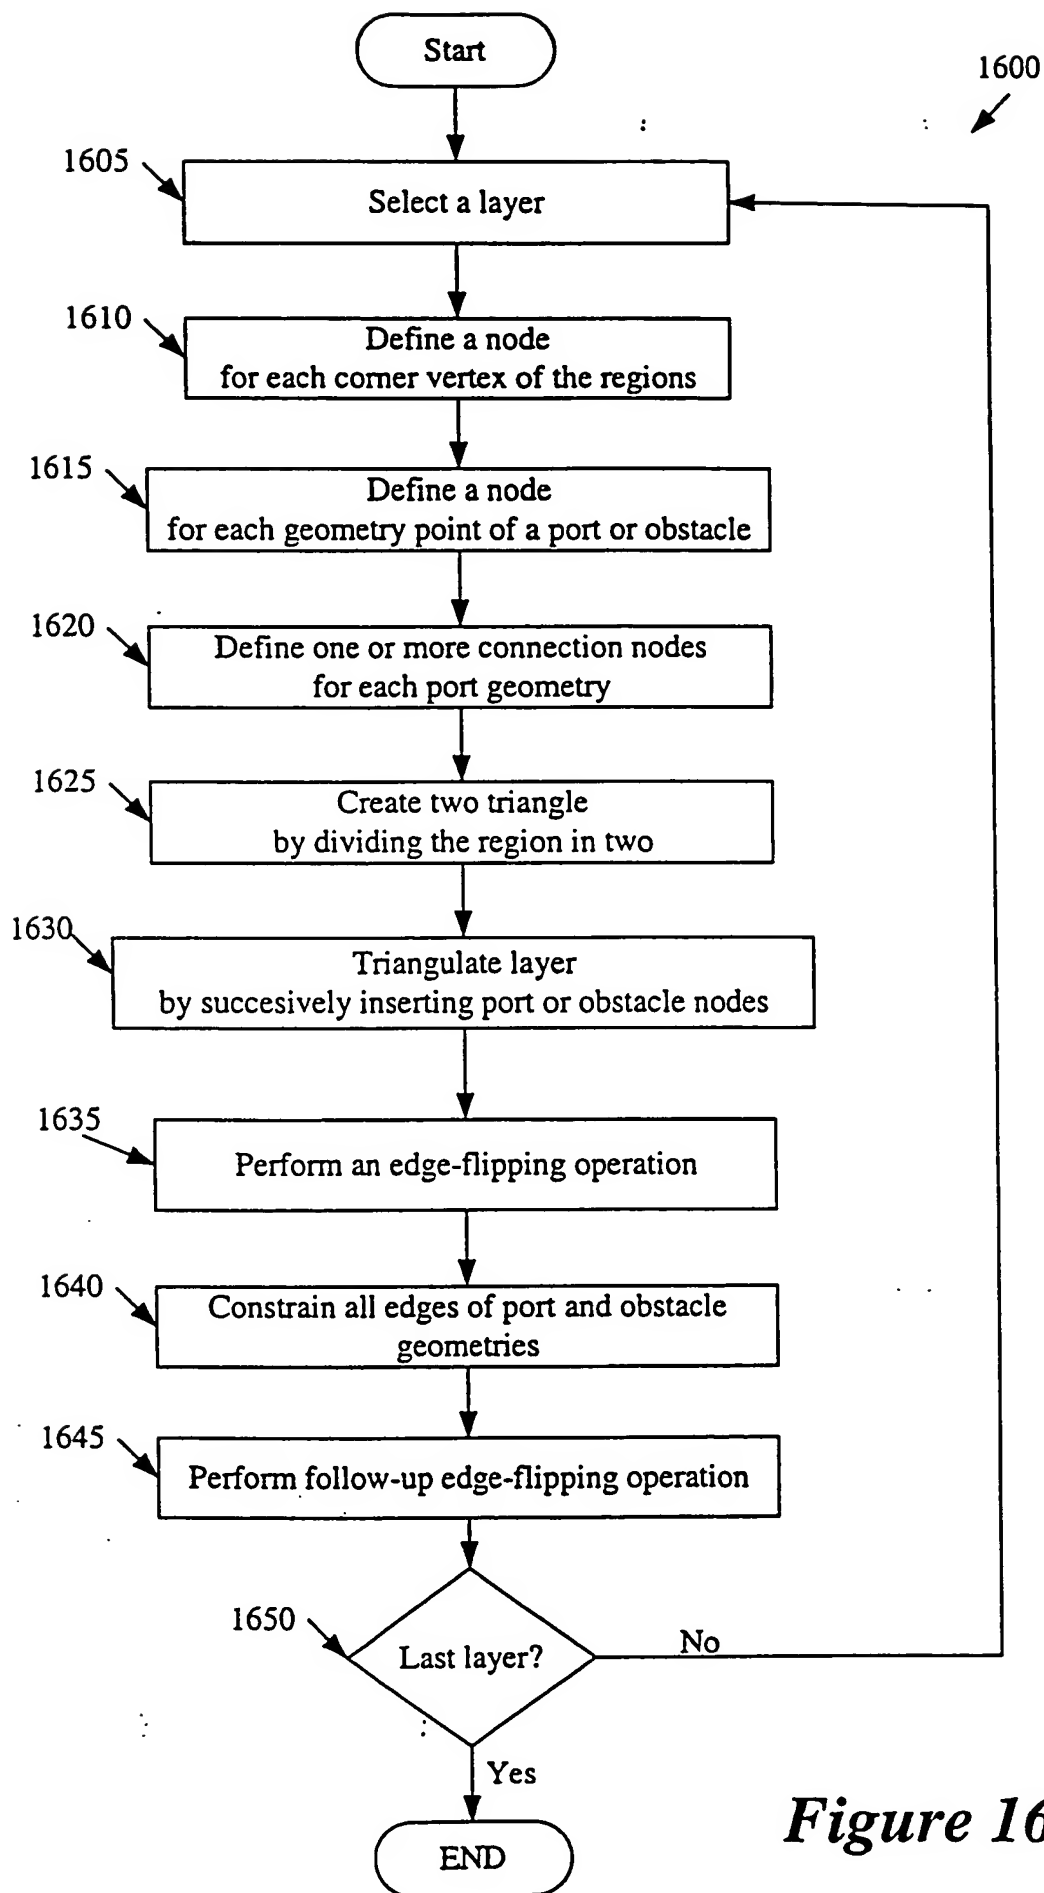 Start
1600
1605
Select a layer
1610
Define a node
for each corner vertex of the regions
1615
Define a node
for each geometry point of a port or obstacle
1620
Define one or more connection nodes
for each port geometry
1625
Create two triangle
by dividing the region in two
1630
Triangulate layer
by succesively inserting port or obstacle nodes
1635
Perform an edge-flipping operation
1640
Constrain all edges of port and obstacle
geometries
1645
Perform follow-up edge-flipping operation
1650
Last layer?
No
Yes
END
Figure 16